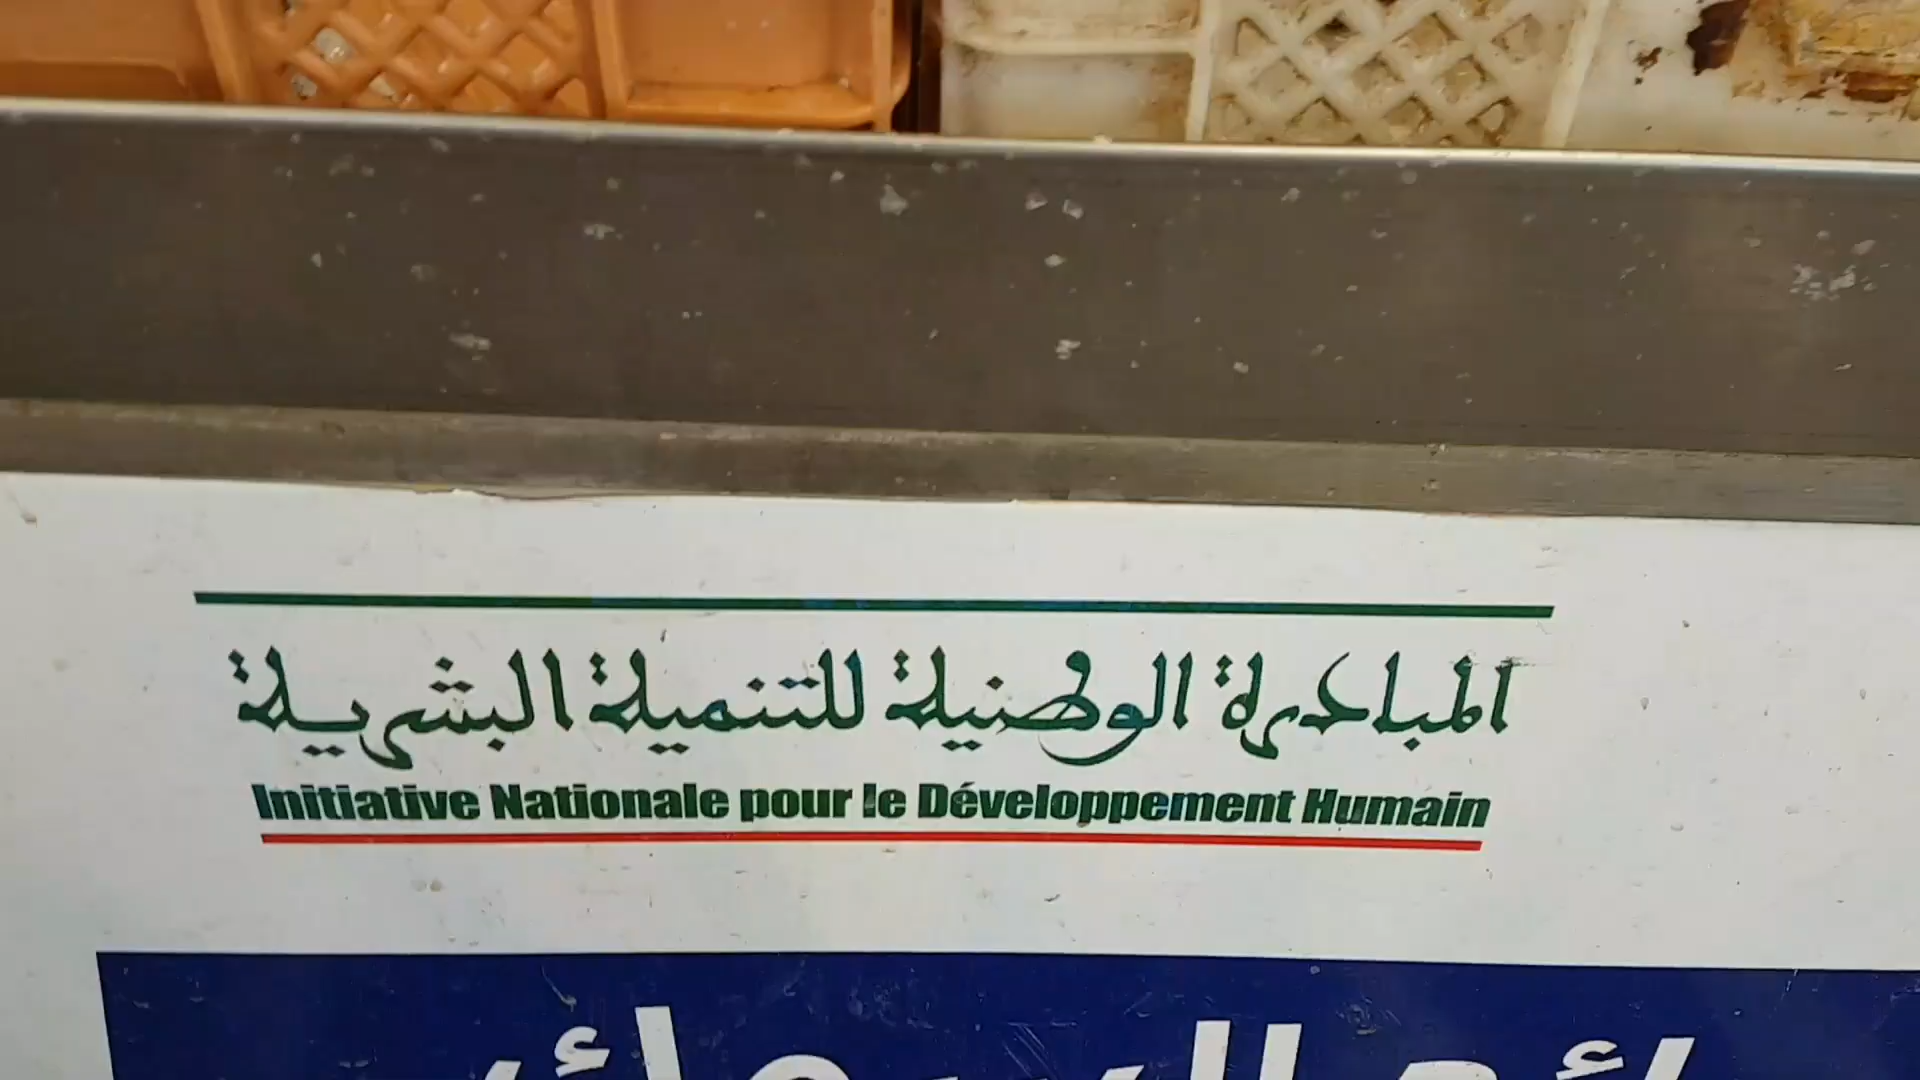 المبادرة الوطنية للتنمية البشرية
Initiative Nationale pour le Développement Humain